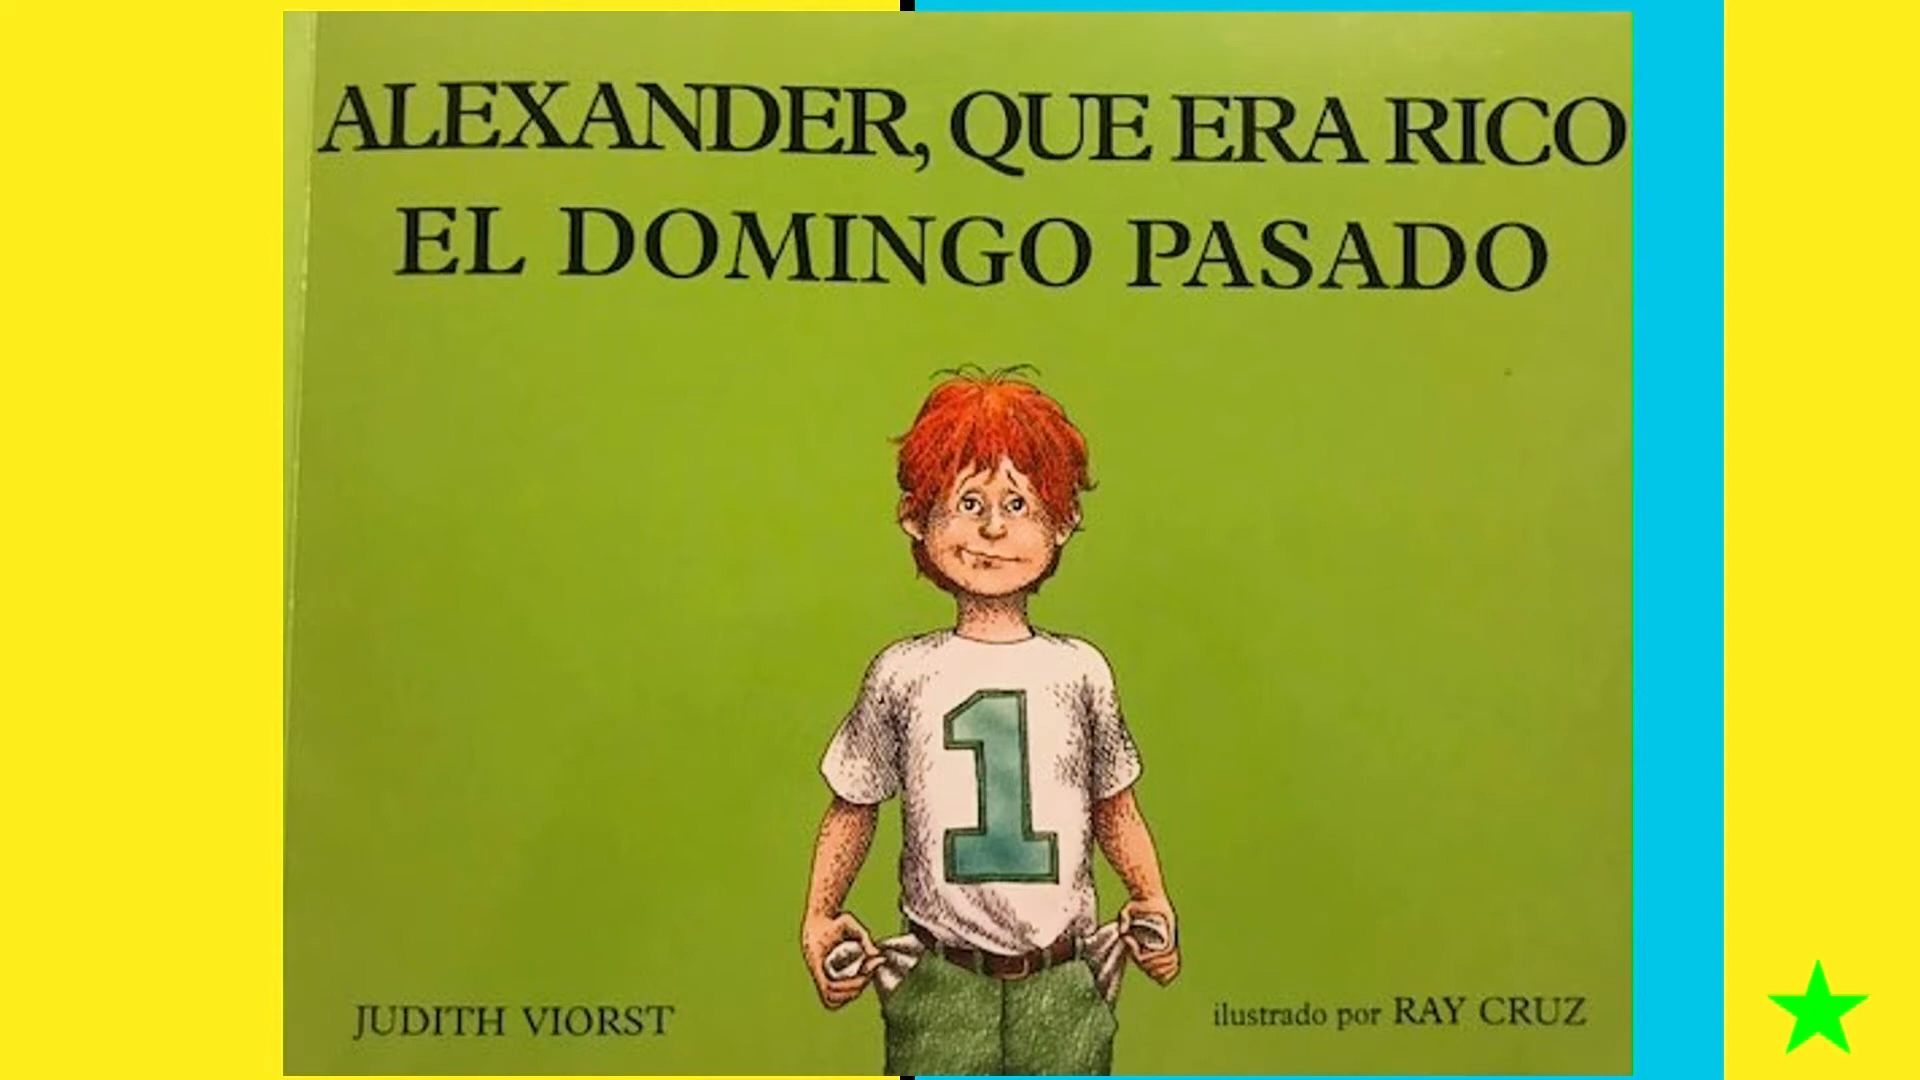 ALEXANDER, QUE ERA RICO
EL DOMINGO PASADO
1
JUDITH VIORST
ilustrado por RAY CRUZ